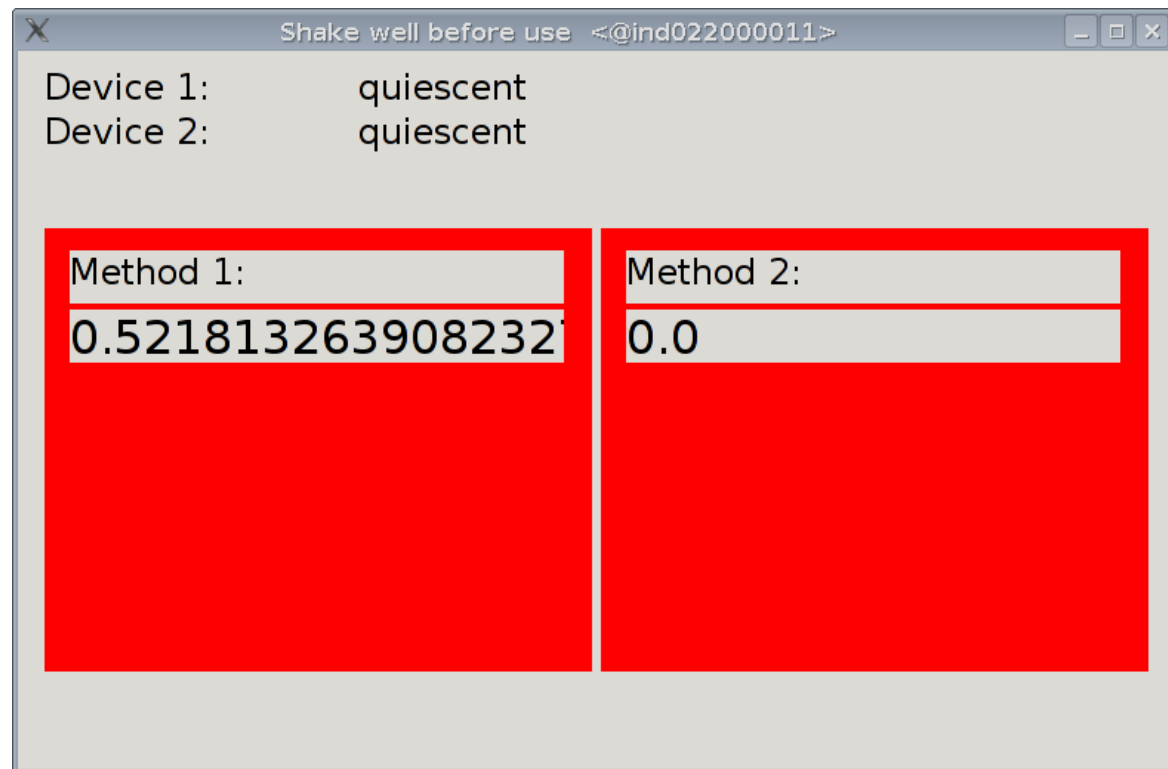 Shake well before use <@ind022000011>
Device 1: quiescent
Device 2: quiescent
Method 1: Method 2:
0.521813263908232 0.0